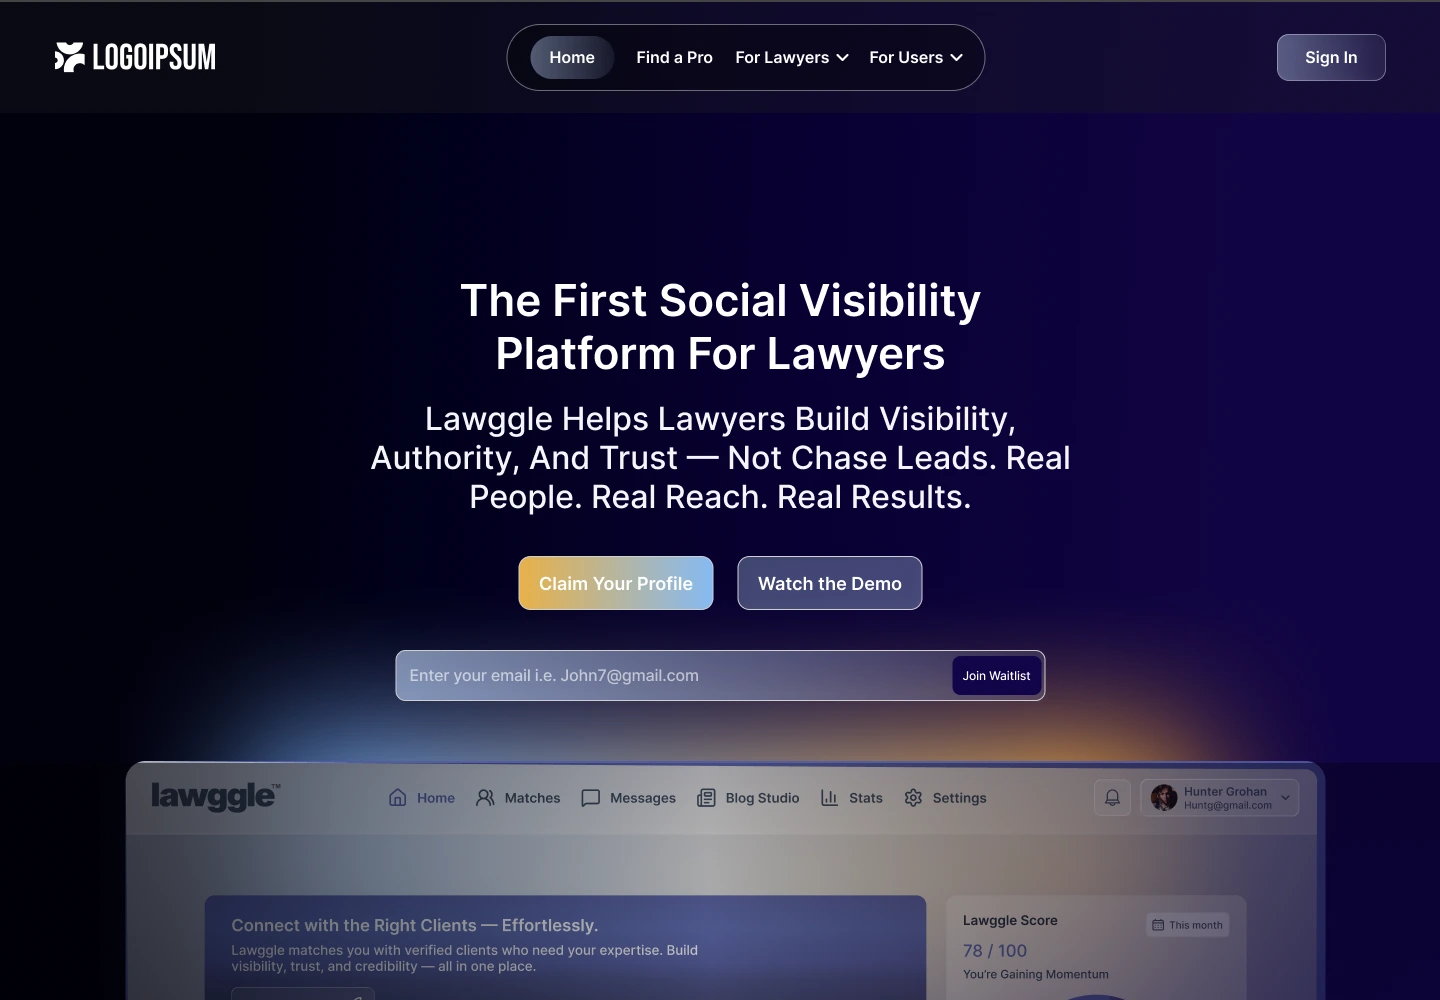 LOGOIPSUM
Home Find a Pro For Lawyers For Users
Sign In
The First Social Visibility
Platform For Lawyers
Lawggle Helps Lawyers Build Visibility,
Authority, And Trust — Not Chase Leads. Real
People. Real Reach. Real Results.
Claim Your Profile Watch the Demo
Enter your email i.e. John7@gmail.com Join Waitlist
lawggle™
Home Matches Messages Blog Studio Stats Settings
Hunter Grohan
Huntg@gmail.com
Connect with the Right Clients — Effortlessly.
Lawggle matches you with verified clients who need your expertise. Build
visibility, trust, and credibility — all in one place.
Lawggle Score
This month
78 / 100
You're Gaining Momentum